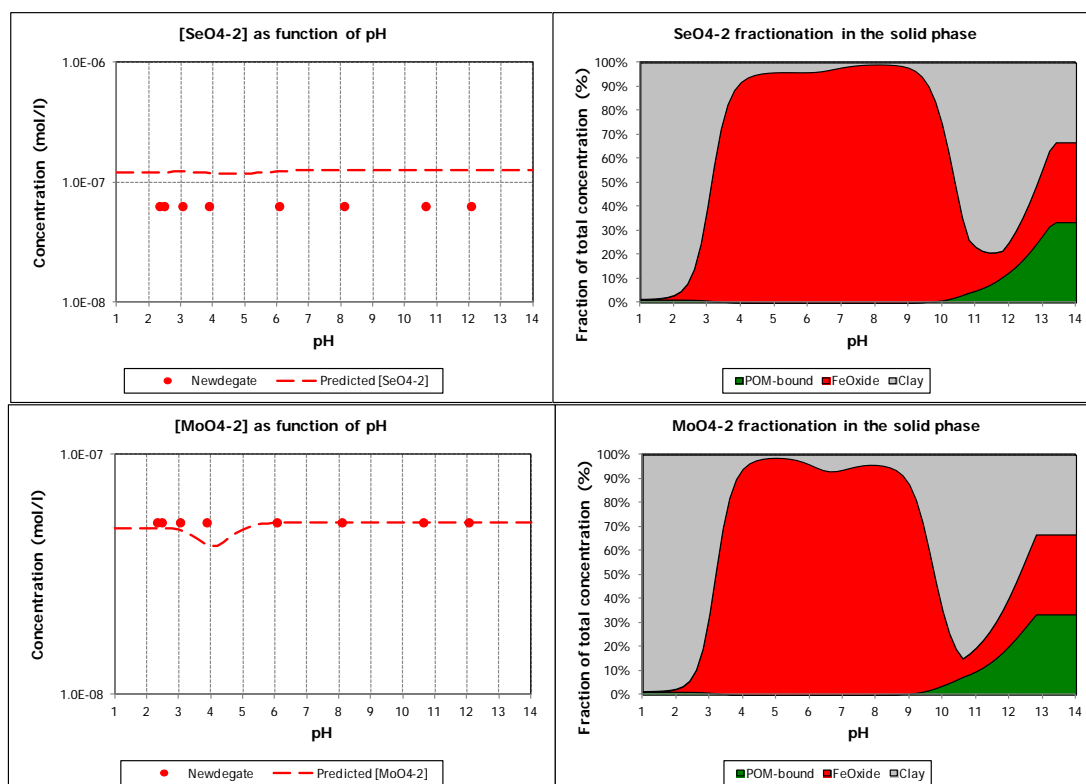 [SeO4-2] as function of pH
Concentration (mol/l)
1.0E-06
1.0E-07
1.0E-08
1 2 3 4 5 6 7 8 9 10 11 12 13 14
pH
Newdegate Predicted [SeO4-2]
SeO4-2 fractionation in the solid phase
Fraction of total concentration (%)
100%
90%
80%
70%
60%
50%
40%
30%
20%
10%
0%
1 2 3 4 5 6 7 8 9 10 11 12 13 14
pH
POM-bound FeOxide Clay
[MoO4-2] as function of pH
Concentration (mol/l)
1.0E-07
1.0E-08
1 2 3 4 5 6 7 8 9 10 11 12 13 14
pH
Newdegate Predicted [MoO4-2]
MoO4-2 fractionation in the solid phase
Fraction of total concentration (%)
100%
90%
80%
70%
60%
50%
40%
30%
20%
10%
0%
1 2 3 4 5 6 7 8 9 10 11 12 13 14
pH
POM-bound FeOxide Clay